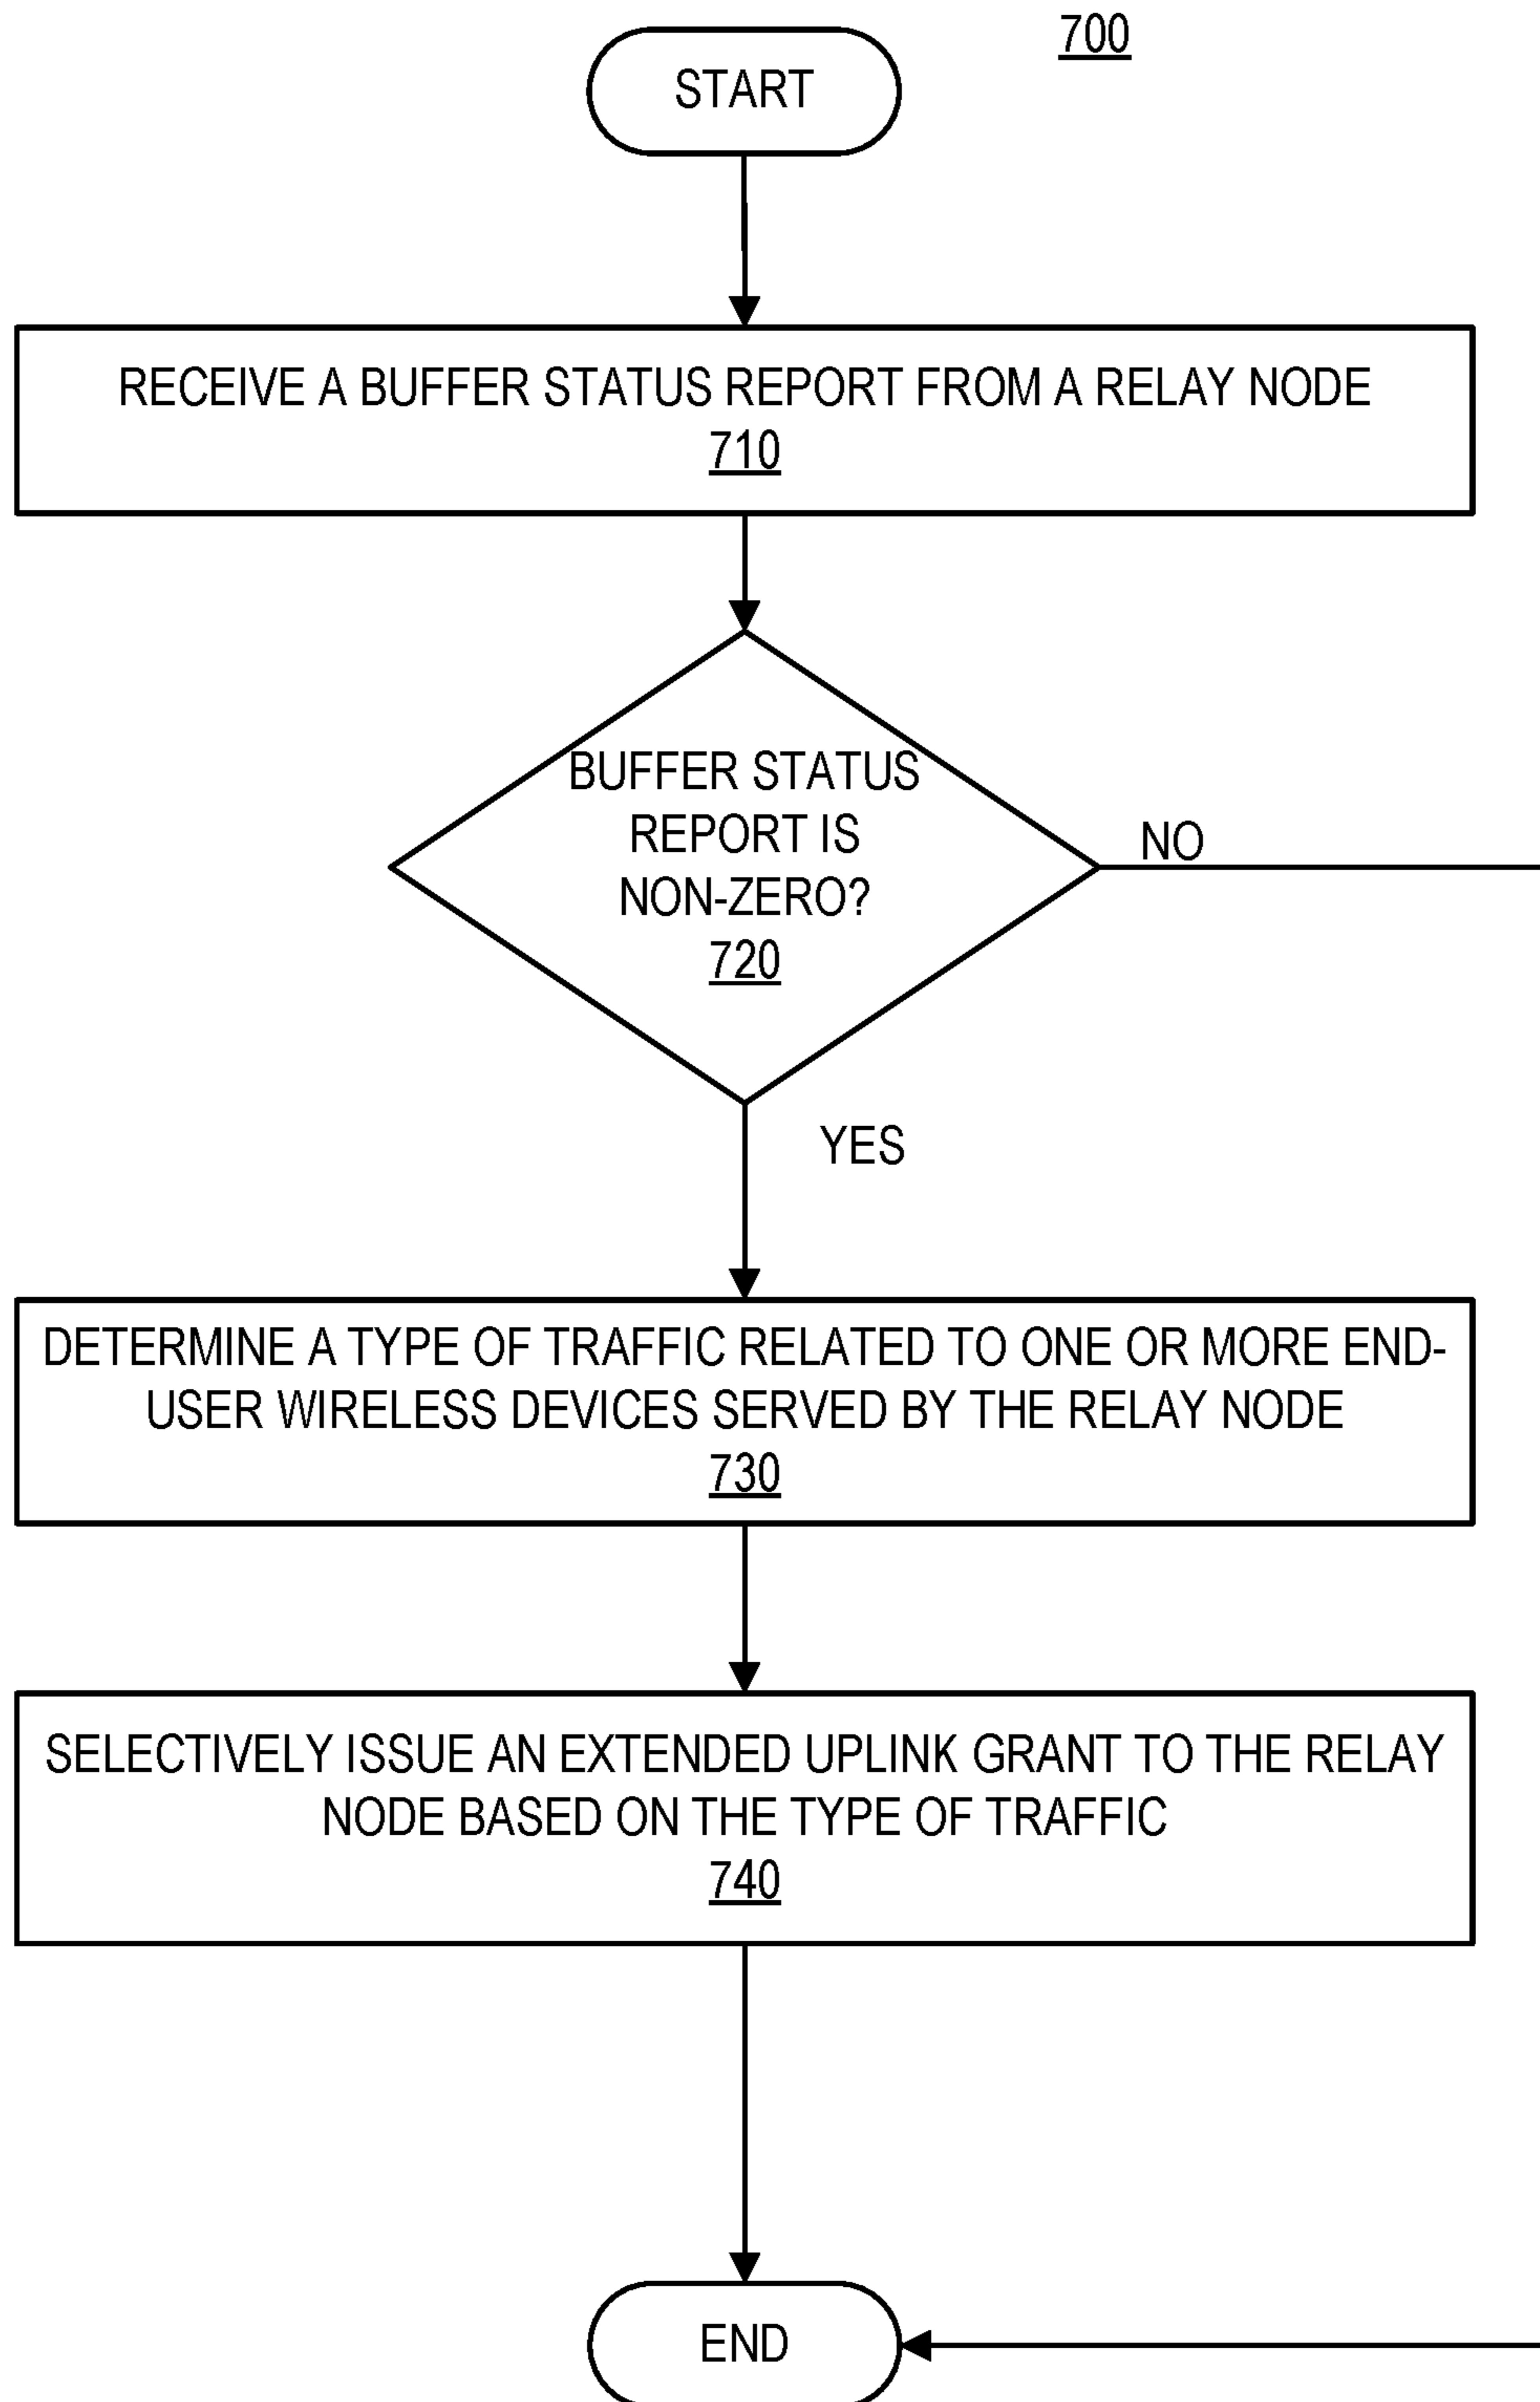 700
START
RECEIVE A BUFFER STATUS REPORT FROM A RELAY NODE
710
BUFFER STATUS
REPORT IS
NON-ZERO?
720
NO
YES
DETERMINE A TYPE OF TRAFFIC RELATED TO ONE OR MORE END-
USER WIRELESS DEVICES SERVED BY THE RELAY NODE
730
SELECTIVELY ISSUE AN EXTENDED UPLINK GRANT TO THE RELAY
NODE BASED ON THE TYPE OF TRAFFIC
740
END